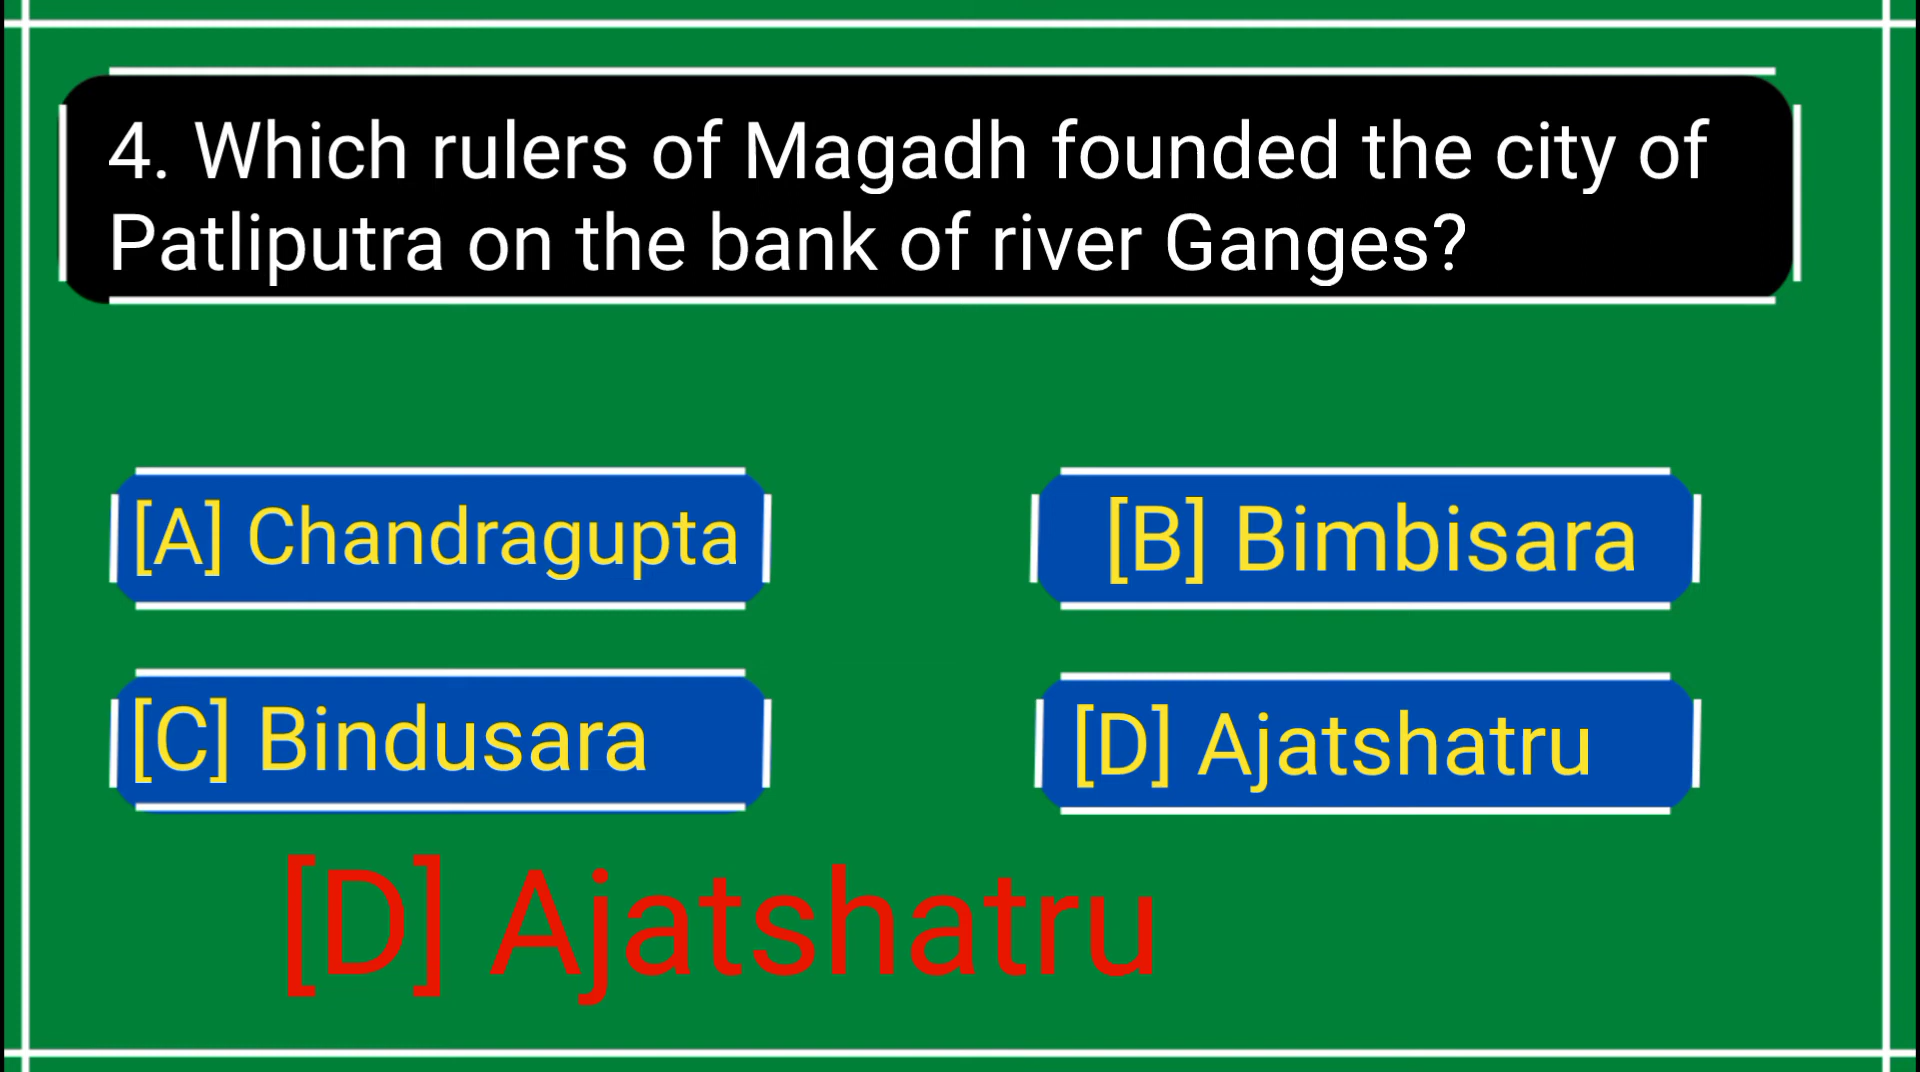 4. Which rulers of Magadh founded the city of
Patliputra on the bank of river Ganges?
[A] Chandragupta
[B] Bimbisara
[C] Bindusara
[D] Ajatshatru
[D] Ajatshatru